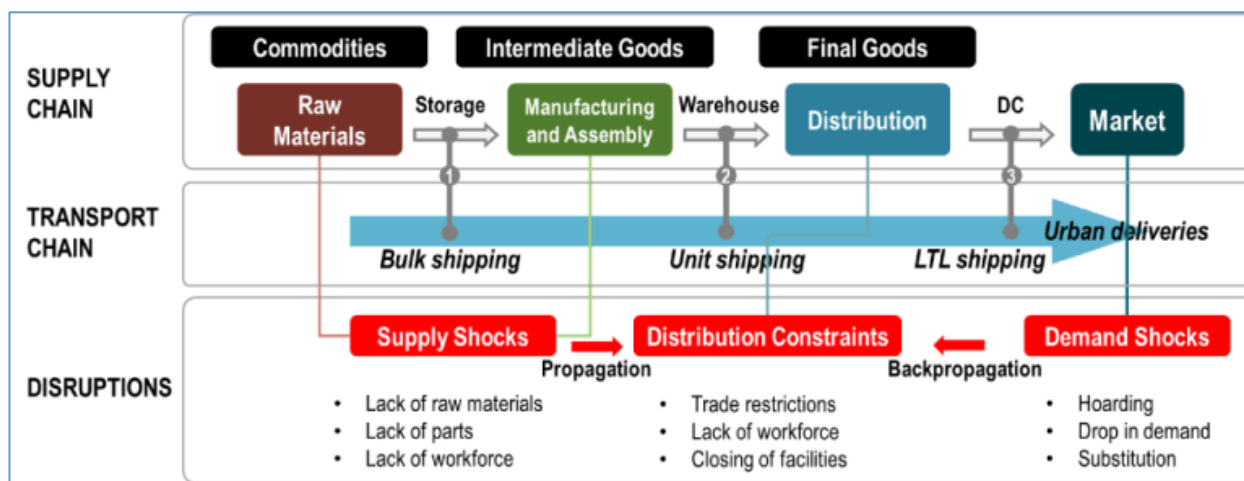 Commodities
Intermediate Goods
Final Goods
SUPPLY
CHAIN
Raw
Materials
Storage
Manufacturing
and Assembly
Warehouse
Distribution
DC
Market
1
2
3
TRANSPORT
CHAIN
Urban deliveries
Bulk shipping
Unit shipping
LTL shipping
Supply Shocks
Distribution Constraints
Demand Shocks
Propagation
Backpropagation
DISRUPTIONS
• Lack of raw materials
• Lack of parts
• Lack of workforce
• Trade restrictions
• Lack of workforce
• Closing of facilities
• Hoarding
• Drop in demand
• Substitution